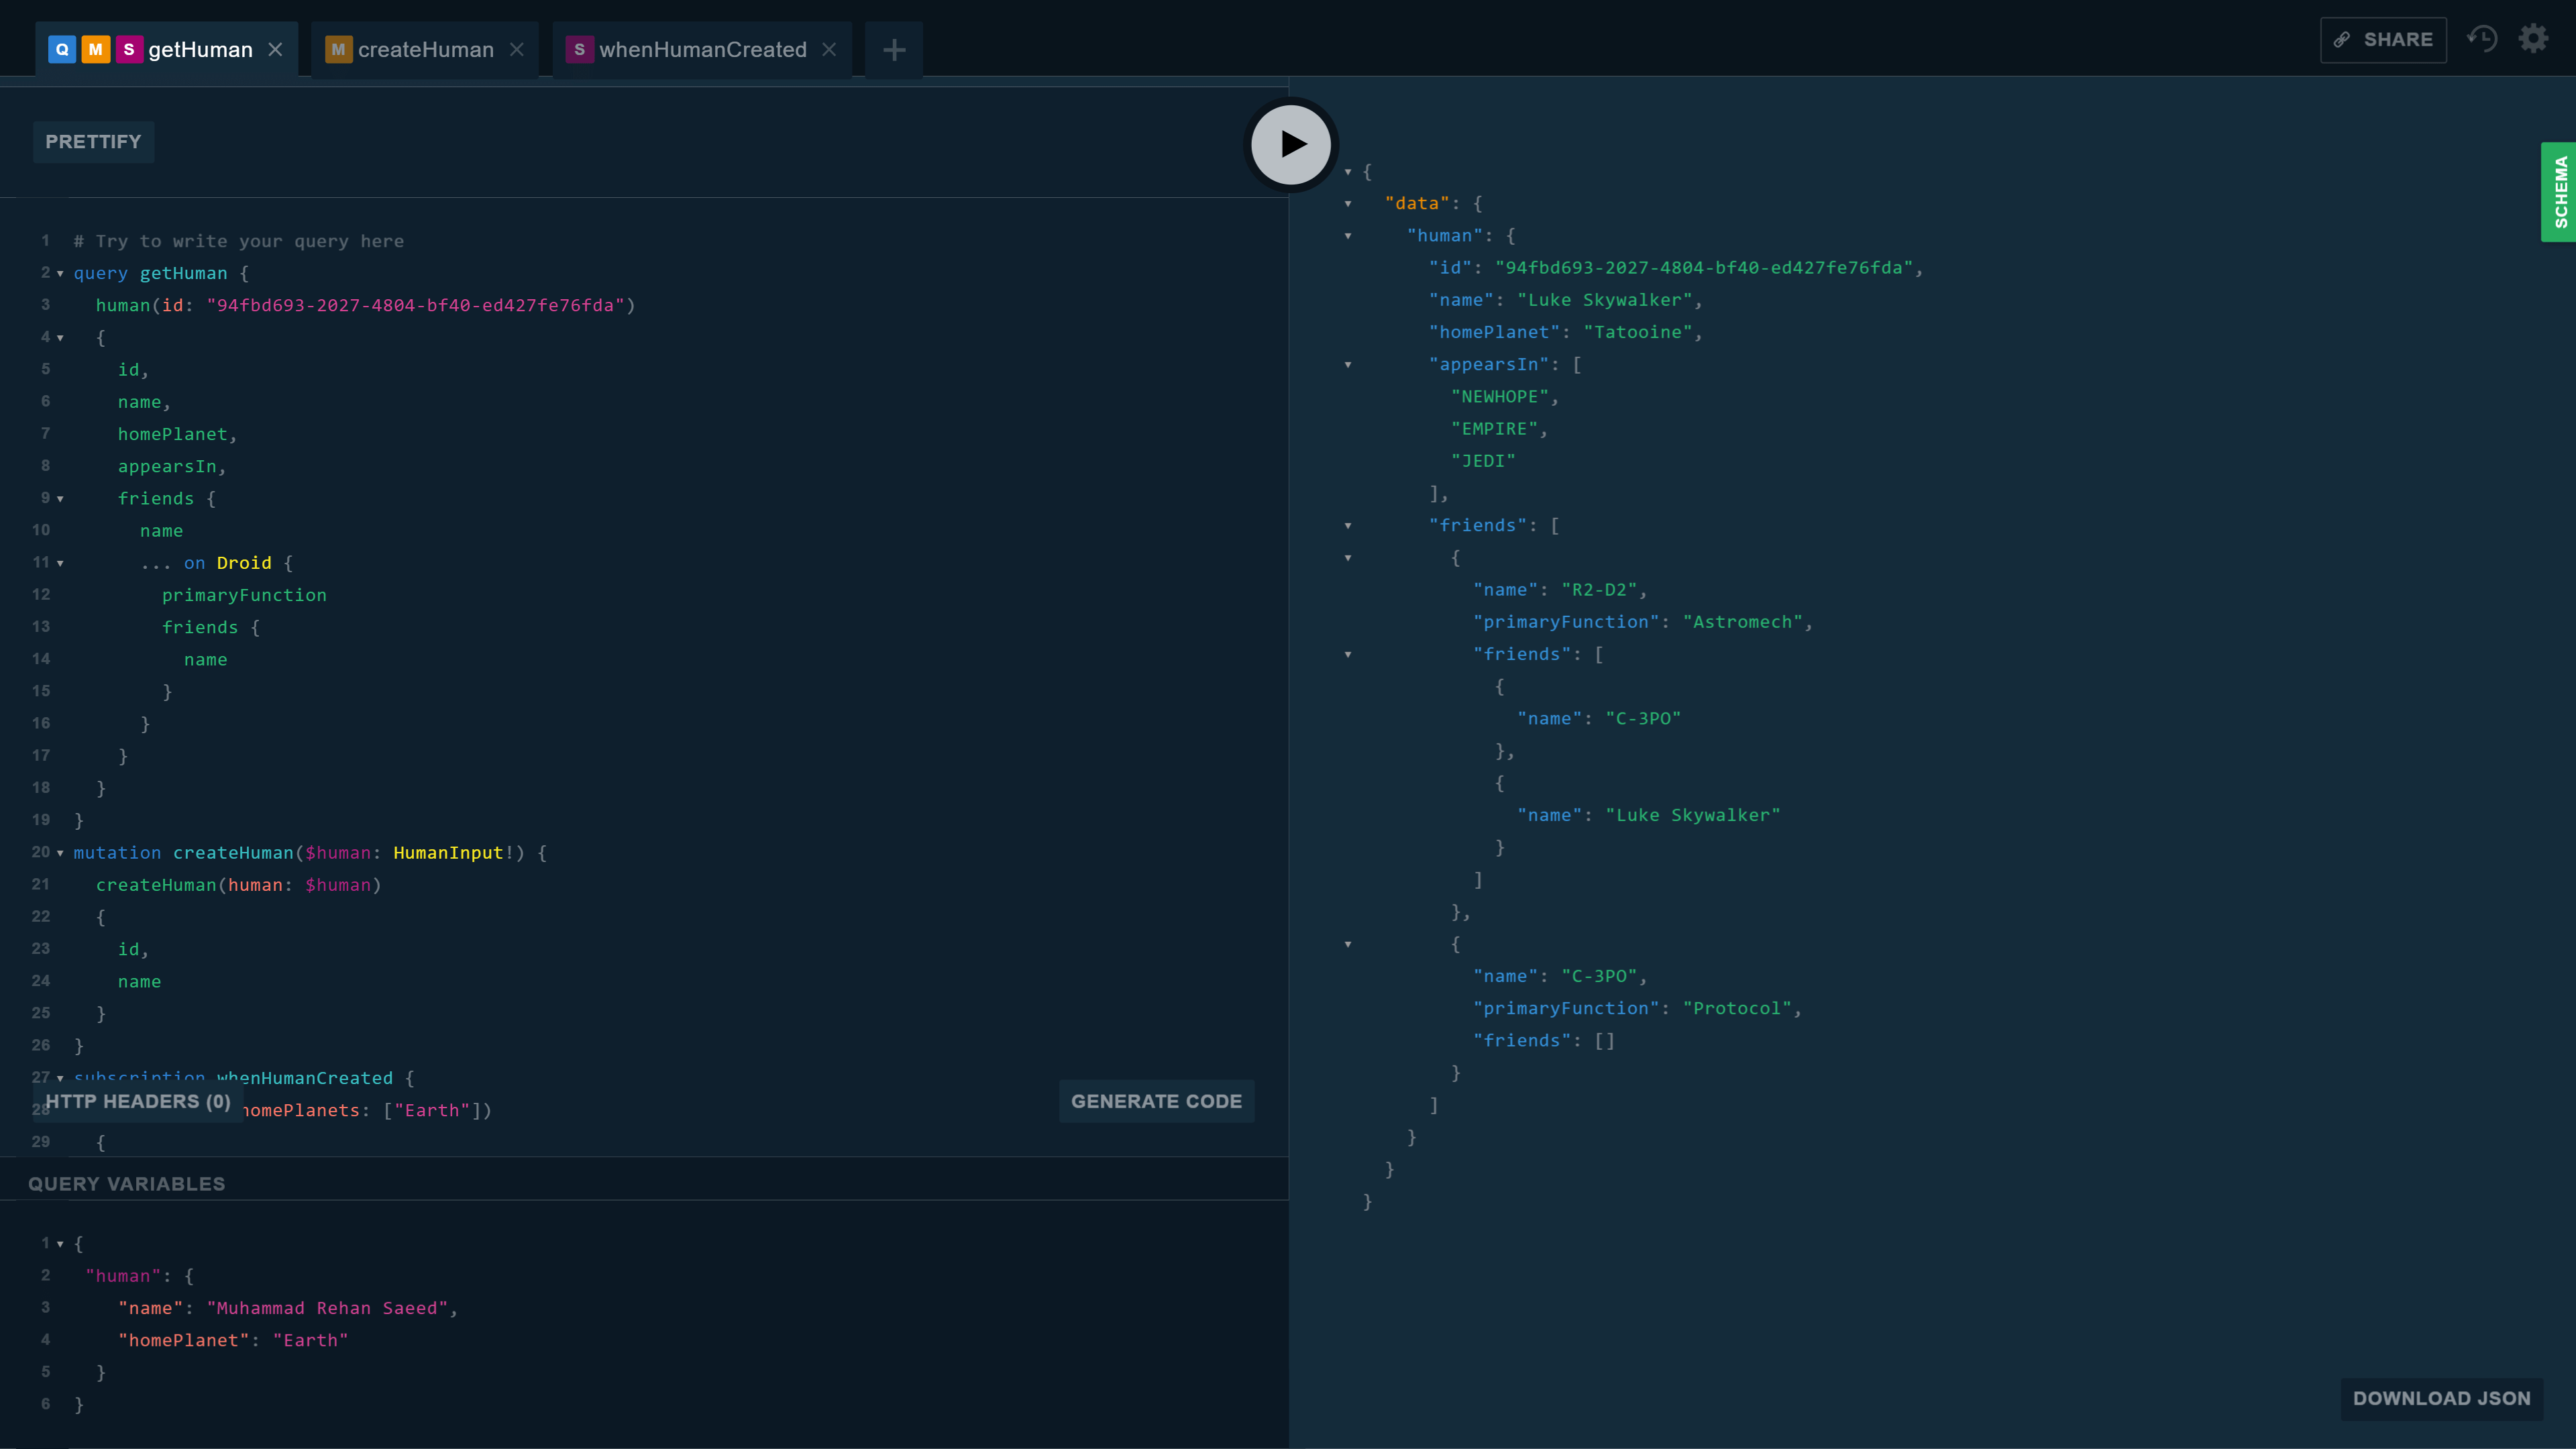 Q M S getHuman
M createHuman
S whenHumanCreated
SHARE
PRETTIFY
1 # Try to write your query here
2 query getHuman {
3 human(id: "94fbd693-2027-4804-bf40-ed427fe76fda")
4 {
5 id,
6 name,
7 homePlanet,
8 appearsIn,
9 friends {
10 name
11 ... on Droid {
12 primaryFunction
13 friends {
14 name
15 }
16 }
17 }
18 }
19 }
20 mutation createHuman($human: HumanInput!) {
21 createHuman(human: $human)
22 {
23 id,
24 name
25 }
26 }
27 subscription whenHumanCreated {
28 homePlanets: ["Earth"])
29 {
HTTP HEADERS (0)
GENERATE CODE
QUERY VARIABLES
1 {
2 "human": {
3 "name": "Muhammad Rehan Saeed",
4 "homePlanet": "Earth"
5 }
6 }
{
"data": {
"human": {
"id": "94fbd693-2027-4804-bf40-ed427fe76fda",
"name": "Luke Skywalker",
"homePlanet": "Tatooine",
"appearsIn": [
"NEWHOPE",
"EMPIRE",
"JEDI"
],
"friends": [
{
"name": "R2-D2",
"primaryFunction": "Astromech",
"friends": [
{
"name": "C-3PO"
},
{
"name": "Luke Skywalker"
}
]
},
{
"name": "C-3PO",
"primaryFunction": "Protocol",
"friends": []
}
]
}
}
}
SCHEMA
DOWNLOAD JSON